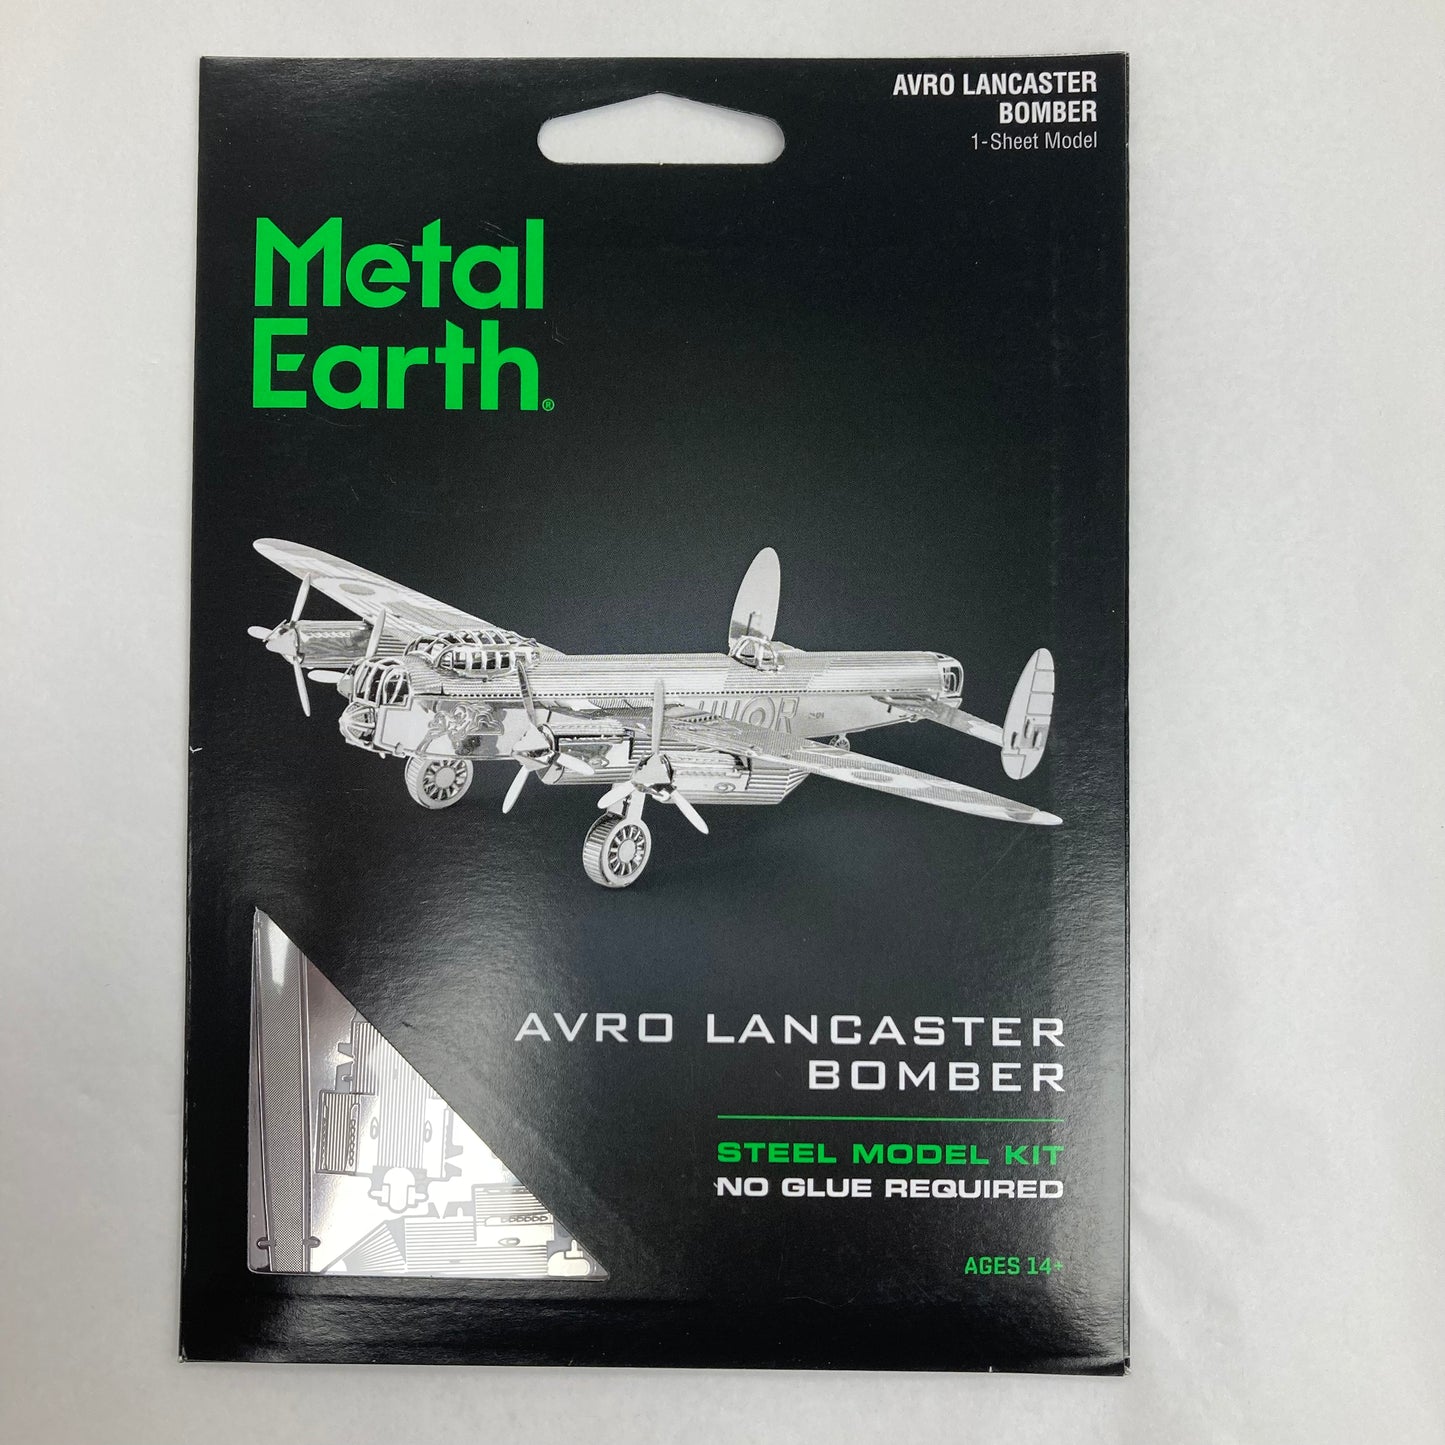 AVRO LANCASTER
BOMBER
1-Sheet Model
Metal
Earth®
R
AVRO LANCASTER
BOMBER
STEEL MODEL KIT
NO GLUE REQUIRED
AGES 14+